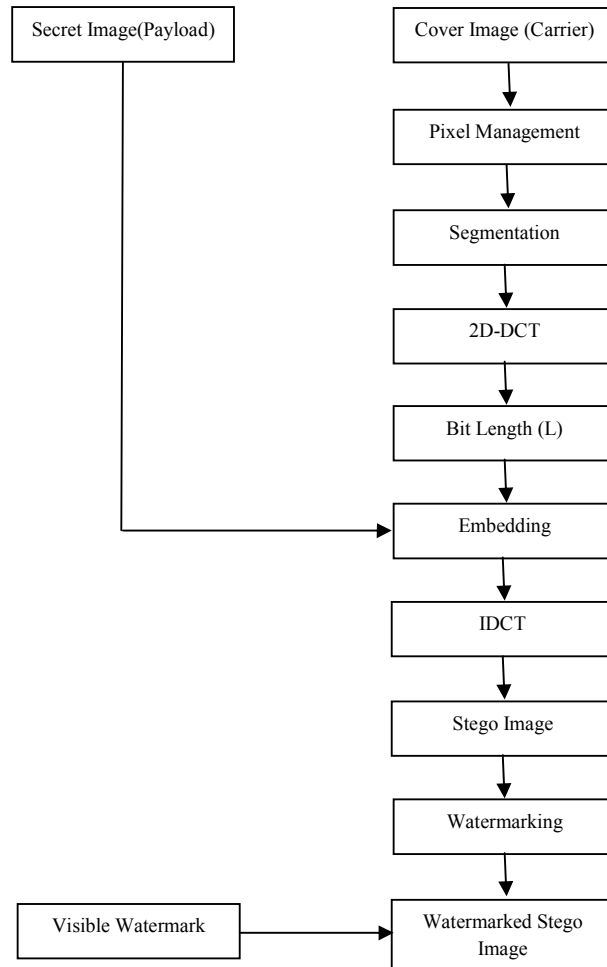 Secret Image(Payload)
Cover Image (Carrier)
Pixel Management
Segmentation
2D-DCT
Bit Length (L)
Embedding
IDCT
Stego Image
Watermarking
Visible Watermark
Watermarked Stego
Image